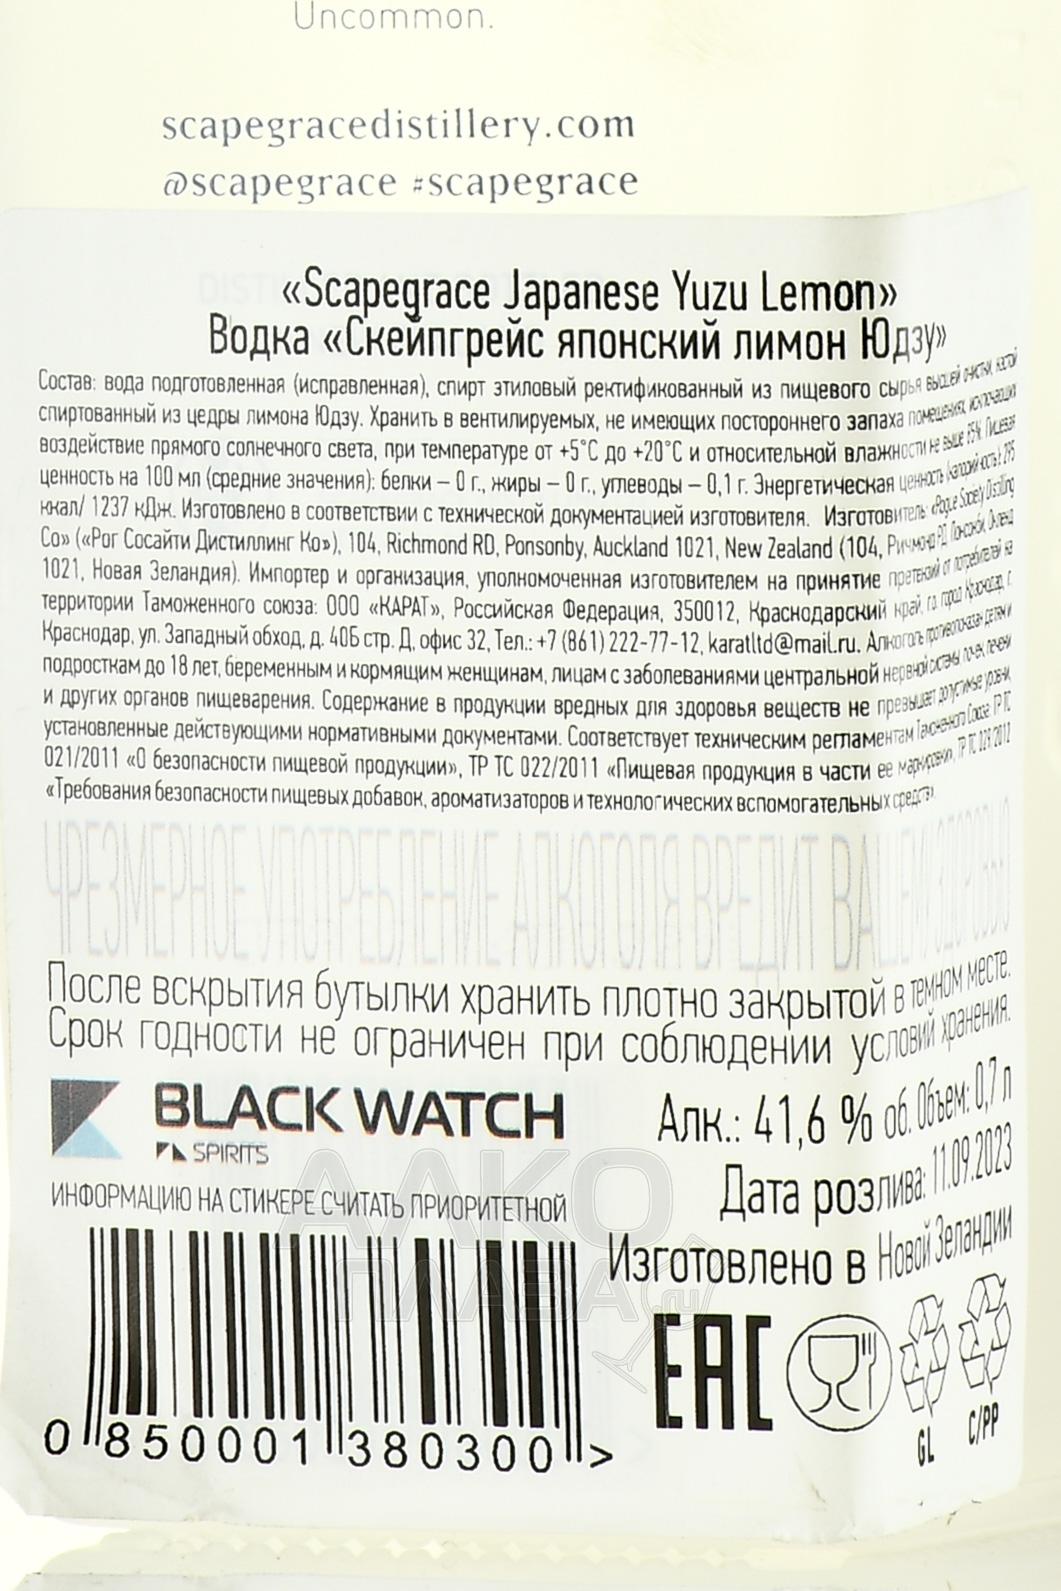 Uncommon.
scapegracedistillery.com
@scapegrace #scapegrace
«Scapegrace Japanese Yuzu Lemon»
Водка «Скейпгрейс японский лимон Юдзу»
Состав: вода подготовленная (исправленная), спирт этиловый ректификованный из пищевого сырья высшей очистки, настой
спиртованный из цедры лимона Юдзу. Хранить в вентилируемых, не имеющих постороннего запаха помещениях, исключающих
воздействие прямого солнечного света, при температуре от +5°С до +20°С и относительной влажности не выше 85%. Пищевая
ценность на 100 мл (средние значения): белки – 0 г., жиры – 0 г., углеводы – 0,1 г. Энергетическая ценность (калорийность): 295
ккал/ 1237 кДж. Изготовлено в соответствии с технической документацией изготовителя. Изготовитель: «Rogue Society Distilling
Co» («Рог Сосайти Дистиллинг Ко»), 104, Richmond RD, Ponsonby, Auckland 1021, New Zealand (104, Ричмонд РД, Понсонби, Окленд
1021, Новая Зеландия). Импортер и организация, уполномоченная изготовителем на принятие претензий от потребителей на
территории Таможенного союза: ООО «КАРАТ», Российская Федерация, 350012, Краснодарский край, г.о. город Краснодар, г.
Краснодар, ул. Западный обход, д. 40Б стр. Д, офис 32, Тел.: +7 (861) 222-77-12, karatltd@mail.ru. Алкоголь противопоказан детям и
подросткам до 18 лет, беременным и кормящим женщинам, лицам с заболеваниями центральной нервной системы, почек, печени
и других органов пищеварения. Содержание в продукции вредных для здоровья веществ не превышает допустимые уровни,
установленные действующими нормативными документами. Соответствует техническим регламентам Таможенного Союза: ТР ТС
021/2011 «О безопасности пищевой продукции», ТР ТС 022/2011 «Пищевая продукция в части ее маркировки», ТР ТС 029/2012
«Требования безопасности пищевых добавок, ароматизаторов и технологических вспомогательных средств».
ЧРЕЗМЕРНОЕ УПОТРЕБЛЕНИЕ АЛКОГОЛЯ ВРЕДИТ ВАШЕМУ ЗДОРОВЬЮ
После вскрытия бутылки хранить плотно закрытой в темном месте.
Срок годности не ограничен при соблюдении условий хранения.
BLACK WATCH
SPIRITS
Алк.: 41,6 % об. Объем: 0,7 л
Дата розлива: 11.09.2023
ИНФОРМАЦИЮ НА СТИКЕРЕ СЧИТАТЬ ПРИОРИТЕТНОЙ
Изготовлено в Новой Зеландии
АЛКО
ПЛАЗА.ru
EAC
GL
C/PP
0 850001 380300 >